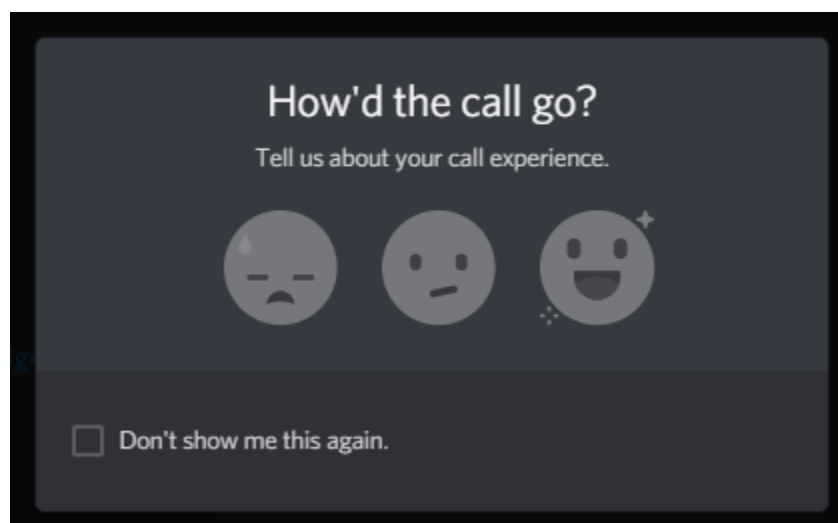 How'd the call go?
Tell us about your call experience.
Don't show me this again.